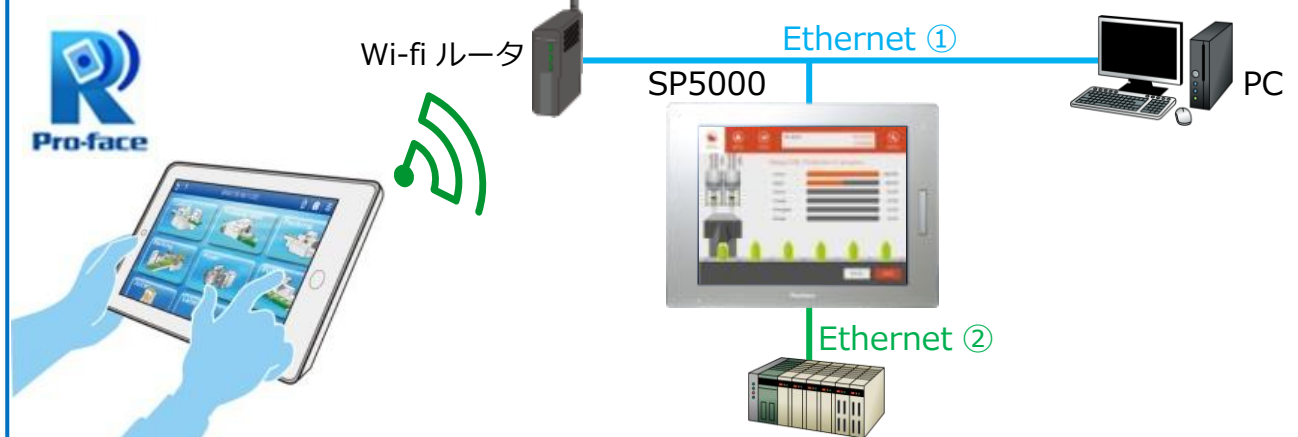 Pro-face
Wi-fi ルータ
Ethernet ①
SP5000
PC
Ethernet ②